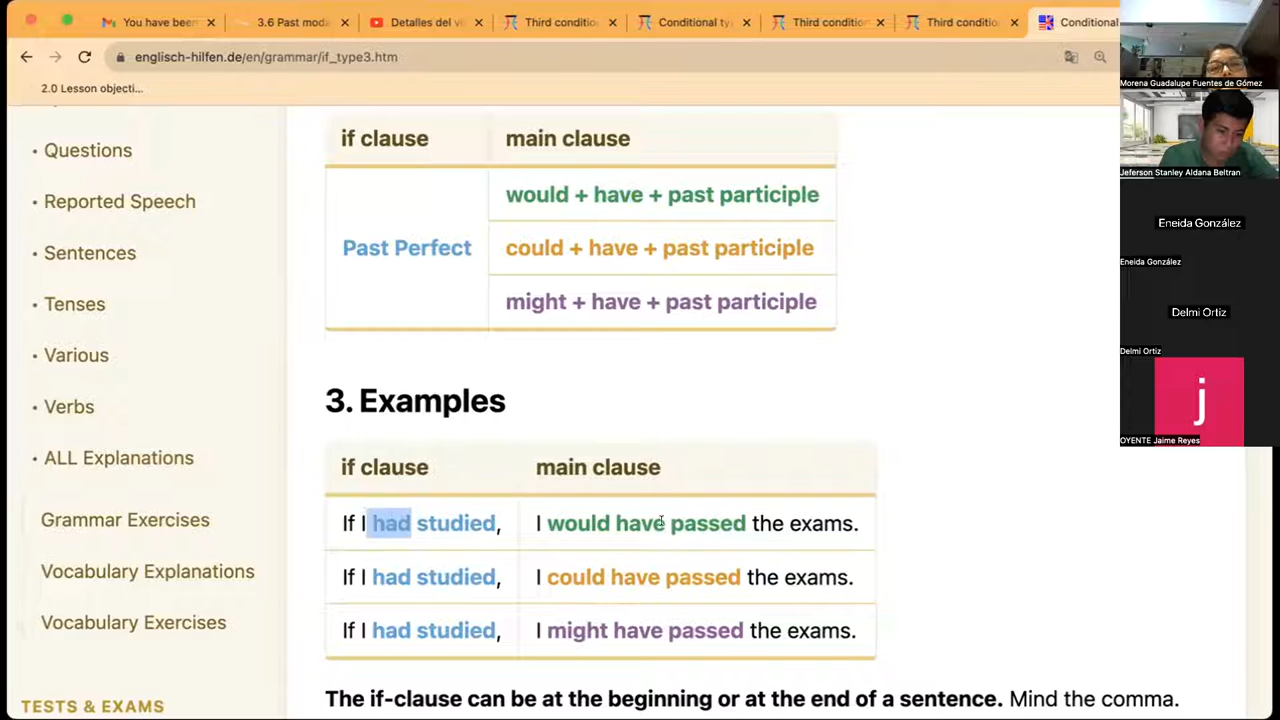 You have been
3.6 Past moda
Detalles del vi
Third conditio
Conditional ty
Third conditio
Third conditio
Conditional
englisch-hilfen.de/en/grammar/if_type3.htm
2.0 Lesson objecti...
• Questions
• Reported Speech
• Sentences
• Tenses
• Various
• Verbs
• ALL Explanations
Grammar Exercises
Vocabulary Explanations
Vocabulary Exercises
TESTS & EXAMS
if clause main clause
would + have + past participle
Past Perfect could + have + past participle
might + have + past participle
3. Examples
if clause main clause
If I had studied, I would have passed the exams.
If I had studied, I could have passed the exams.
If I had studied, I might have passed the exams.
The if-clause can be at the beginning or at the end of a sentence. Mind the comma.
Morena Guadalupe Fuentes de Gómez
Jeferson Stanley Aldana Beltran
Eneida González
Eneida González
Delmi Ortiz
Delmi Ortiz
j
OYENTE Jaime Reyes